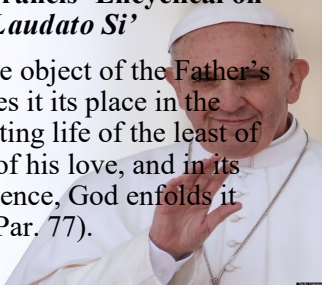 rancis' Encyclical on
Laudato Si'
e object of the Father's
es it its place in the
ting life of the least of
of his love, and in its
ence, God enfolds it
Par. 77).